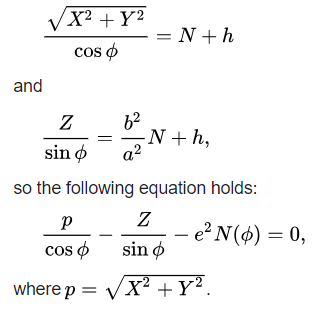 $\frac{\sqrt{X^2 + Y^2}}{\cos \phi} = N + h$
and
$\frac{Z}{\sin \phi} = \frac{b^2}{a^2} N + h,$
so the following equation holds:
$\frac{p}{\cos \phi} - \frac{Z}{\sin \phi} - e^2 N(\phi) = 0,$
where $p = \sqrt{X^2 + Y^2}.$